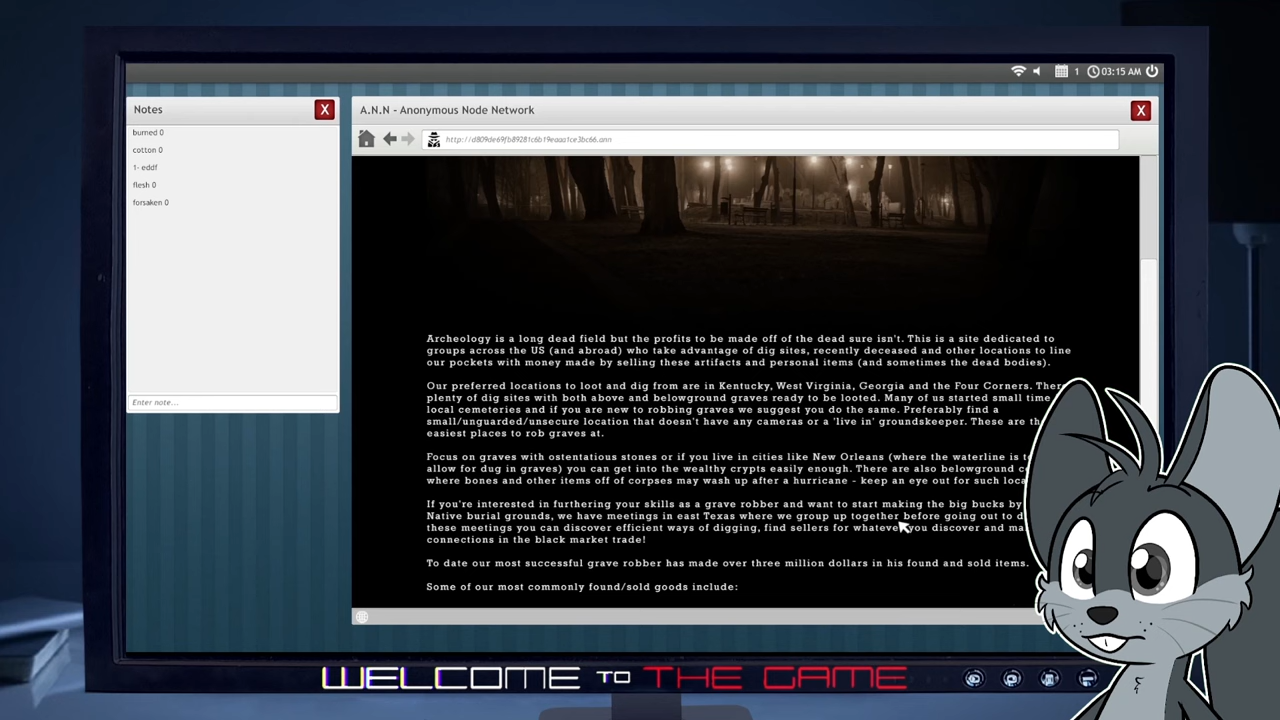 1 03:15 AM
Notes X
burned 0
cotton 0
1- eddf
flesh 0
forsaken 0
Enter note...
A.N.N - Anonymous Node Network X
http://d809de69fb89281c6b19eaaa1ce3bc66.ann
Archeology is a long dead field but the profits to be made off of the dead sure isn't. This is a site dedicated to
groups across the US (and abroad) who take advantage of dig sites, recently deceased and other locations to line
our pockets with money made by selling these artifacts and personal items (and sometimes the dead bodies).
Our preferred locations to loot and dig from are in Kentucky, West Virginia, Georgia and the Four Corners.
plenty of dig sites with both above and belowground graves ready to be looted. Many of us started small time
local cemeteries and if you are new to robbing graves we suggest you do the same. Preferably find a
small/unguarded/unsecure location that doesn't have any cameras or a 'live in' groundskeeper. These are
easiest places to rob graves at.
Focus on graves with ostentatious stones or if you live in cities like New Orleans (where the waterline is
allow for dug in graves) you can get into the wealthy crypts easily enough. There are also belowground
where bones and other items off of corpses may wash up after a hurricane - keep an eye out for such
If you're interested in furthering your skills as a grave robber and want to start making the big bucks by
Native burial grounds, we have meetings in east Texas where we group up together before going out to
these meetings you can discover efficient ways of digging, find sellers for whatever you discover and
connections in the black market trade!
To date our most successful grave robber has made over three million dollars in his found and sold items.
Some of our most commonly found/sold goods include:
WELCOME TO THE GAME